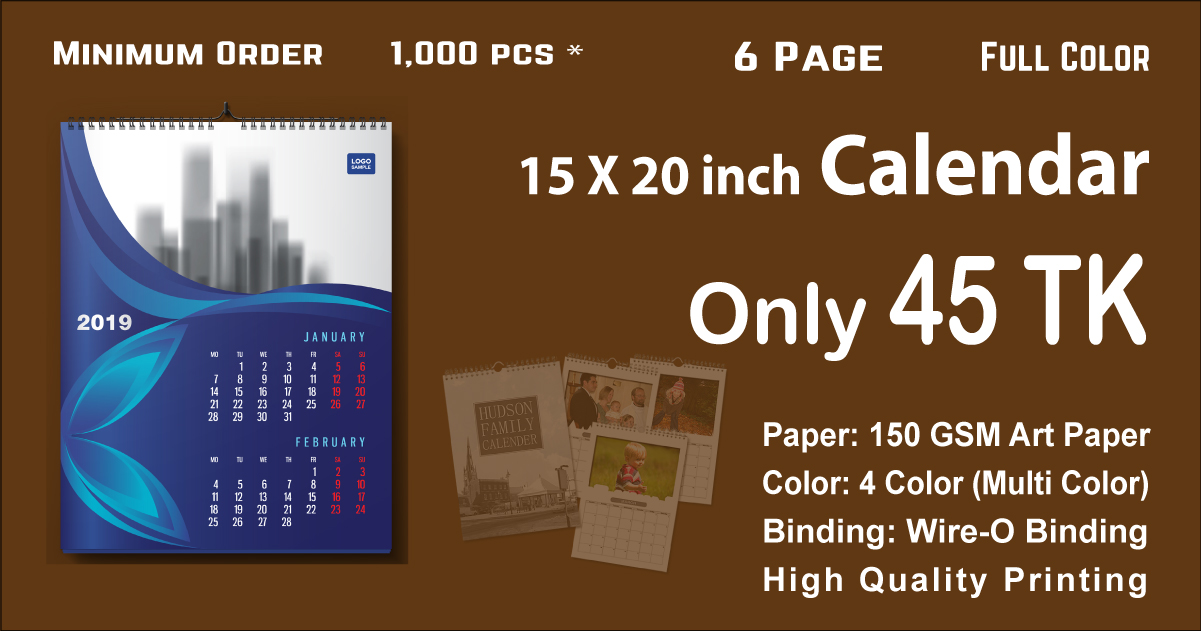 MINIMUM ORDER 1,000 PCS * 6 PAGE FULL COLOR
15 X 20 inch Calendar
Only 45 TK
Paper: 150 GSM Art Paper
Color: 4 Color (Multi Color)
Binding: Wire-O Binding
High Quality Printing
LOGO
SAMPLE
2019
JANUARY
MO TU WE TH FR SA SU
1 2 3 4 5 6
7 8 9 10 11 12 13
14 15 16 17 18 19 20
21 22 23 24 25 26 27
28 29 30 31
FEBRUARY
MO TU WE TH FR SA SU
1 2 3
4 5 6 7 8 9 10
11 12 13 14 15 16 17
18 19 20 21 22 23 24
25 26 27 28
HUDSON
FAMILY
CALENDER